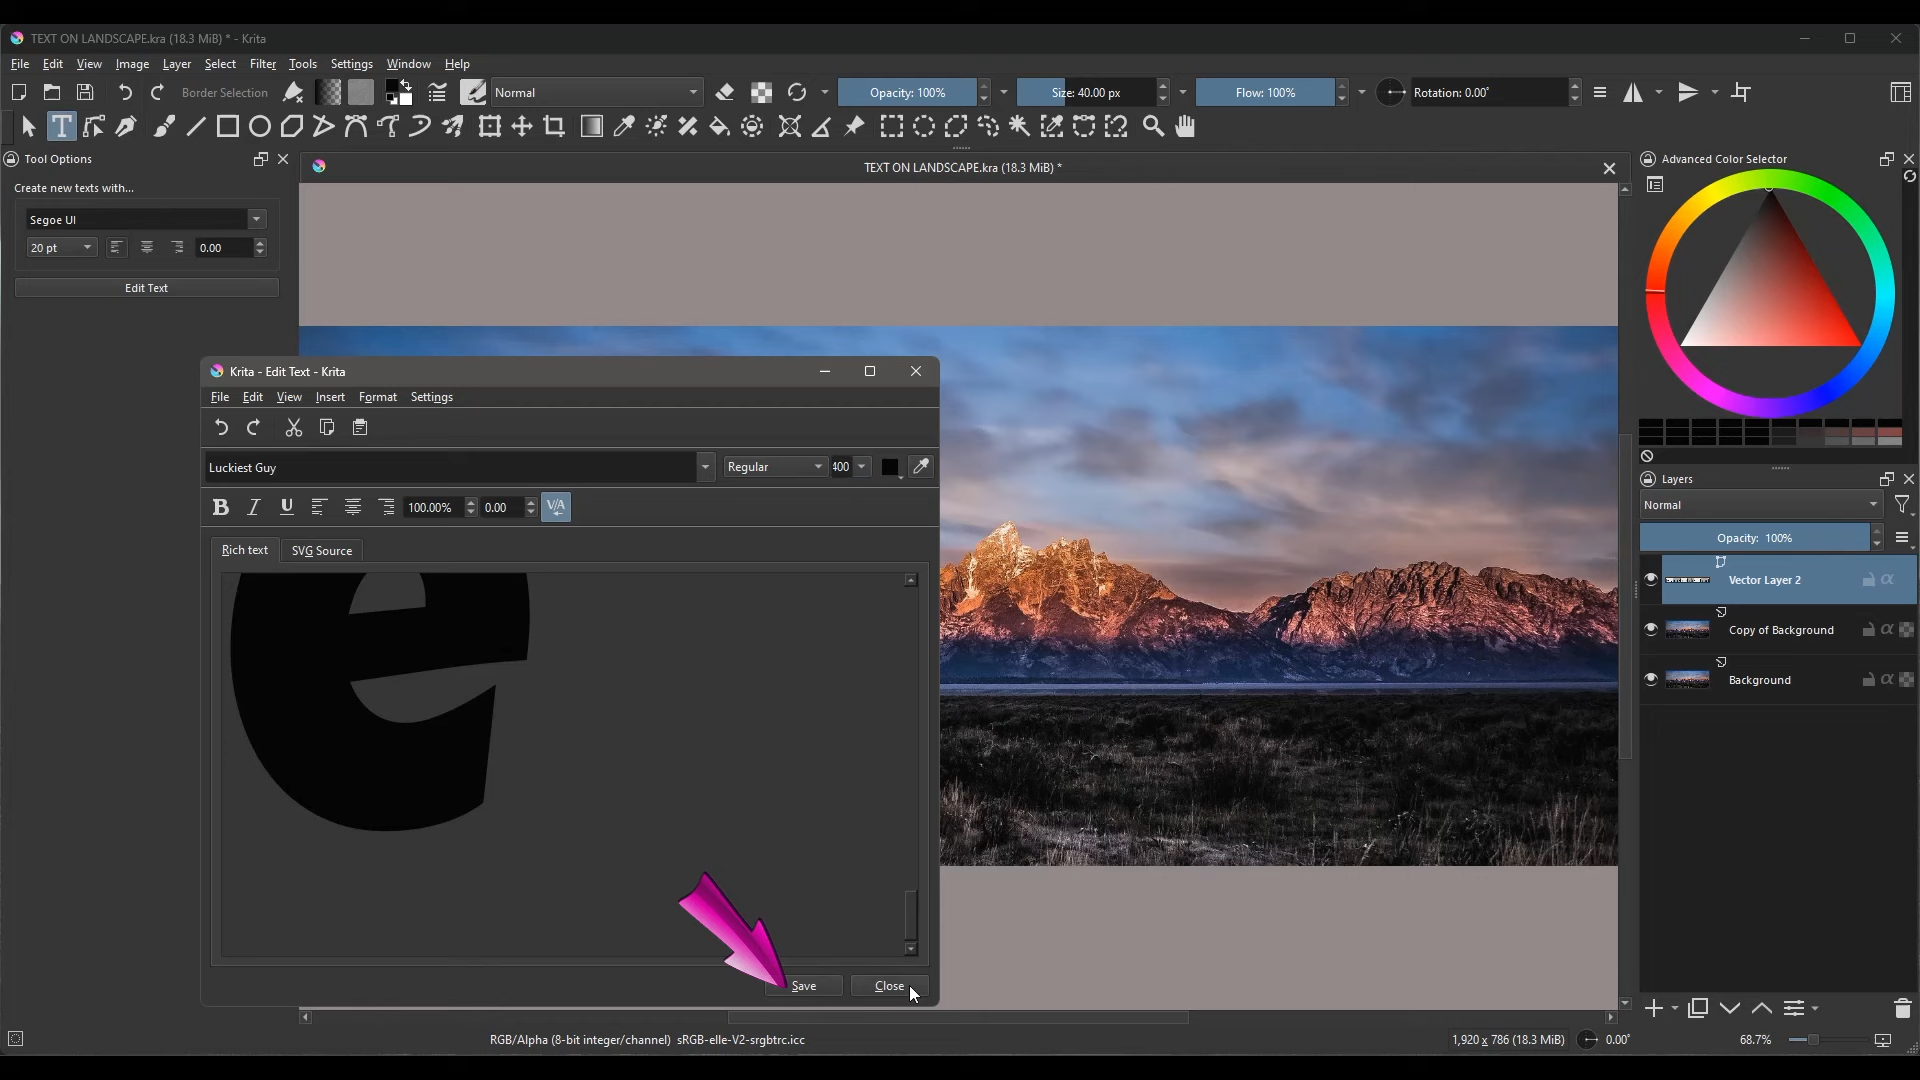 TEXT ON LANDSCAPE.kra (18.3 MiB) * - Krita
File Edit View Image Layer Select Filter Tools Settings Window Help
Border Selection Normal Opacity: 100% Size: 40.00 px Flow: 100% Rotation: 0.00°
Tool Options
TEXT ON LANDSCAPE.kra (18.3 MiB) *
Advanced Color Selector
Create new texts with...
Segoe UI
20 pt 0.00
Edit Text
Krita - Edit Text - Krita
File Edit View Insert Format Settings
Luckiest Guy Regular 400
B I U 100.00% 0.00 V/A
Rich text SVG Source
e
Save Close
Layers
Normal
Opacity: 100%
Vector Layer 2
Copy of Background
Background
RGB/Alpha (8-bit integer/channel) sRGB-elle-V2-srgbtrc.icc 1,920 x 786 (18.3 MiB) 0.00° 68.7%